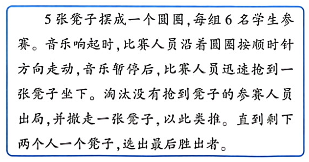 5张凳子摆成一个圆圈,每组6名学生参
赛。音乐响起时,比赛人员沿着圆圈按顺时针
方向走动,音乐暂停后,比赛人员迅速抢到一
张凳子坐下。淘汰没有抢到凳子的参赛人员
出局,并撤走一张凳子,以此类推。直到剩下
两个人一个凳子,选出最后胜出者。